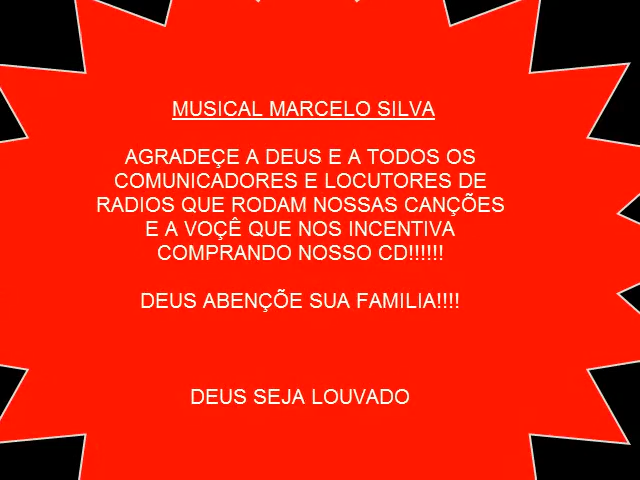 MUSICAL MARCELO SILVA
AGRADEÇE A DEUS E A TODOS OS
COMUNICADORES E LOCUTORES DE
RADIOS QUE RODAM NOSSAS CANÇÕES
E A VOÇÊ QUE NOS INCENTIVA
COMPRANDO NOSSO CD!!!!!!
DEUS ABENÇÕE SUA FAMILIA!!!!
DEUS SEJA LOUVADO